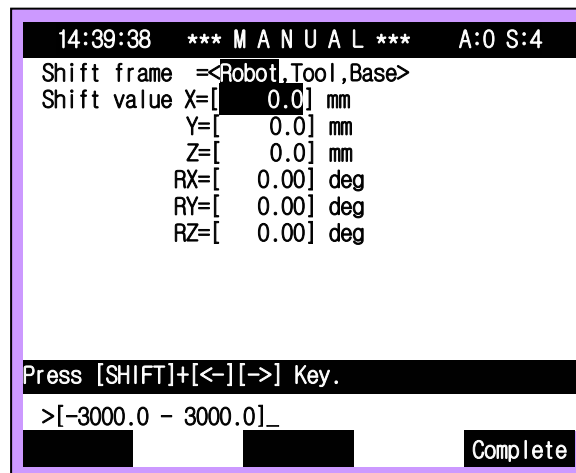 14:39:38 *** M A N U A L *** A:0 S:4
Shift frame =<Robot,Tool,Base>
Shift value X=[ 0.0] mm
Y=[ 0.0] mm
Z=[ 0.0] mm
RX=[ 0.00] deg
RY=[ 0.00] deg
RZ=[ 0.00] deg
Press [SHIFT]+[<-][->] Key.
>[-3000.0 - 3000.0]_
Complete